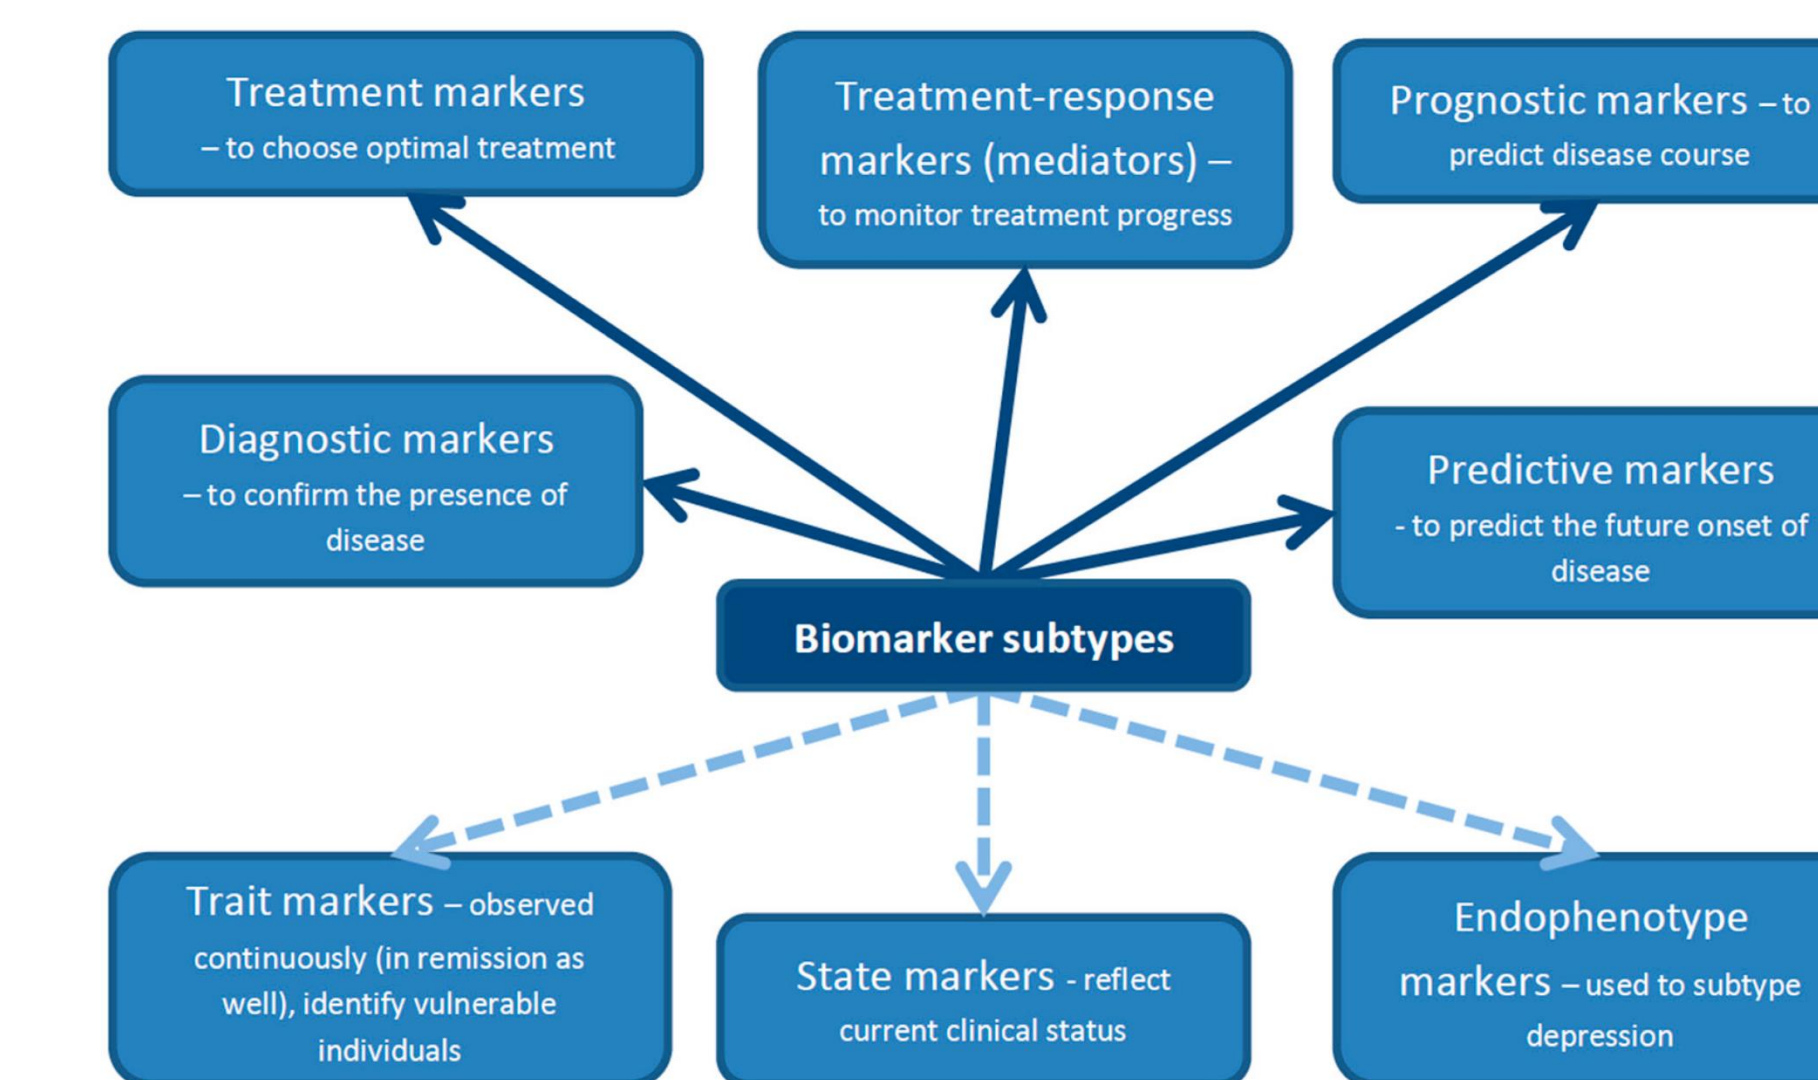 Treatment markers
– to choose optimal treatment
Treatment-response
markers (mediators) –
to monitor treatment progress
Prognostic markers – to
predict disease course
Diagnostic markers
– to confirm the presence of
disease
Predictive markers
- to predict the future onset of
disease
Biomarker subtypes
Trait markers – observed
continuously (in remission as
well), identify vulnerable
individuals
State markers - reflect
current clinical status
Endophenotype
markers – used to subtype
depression